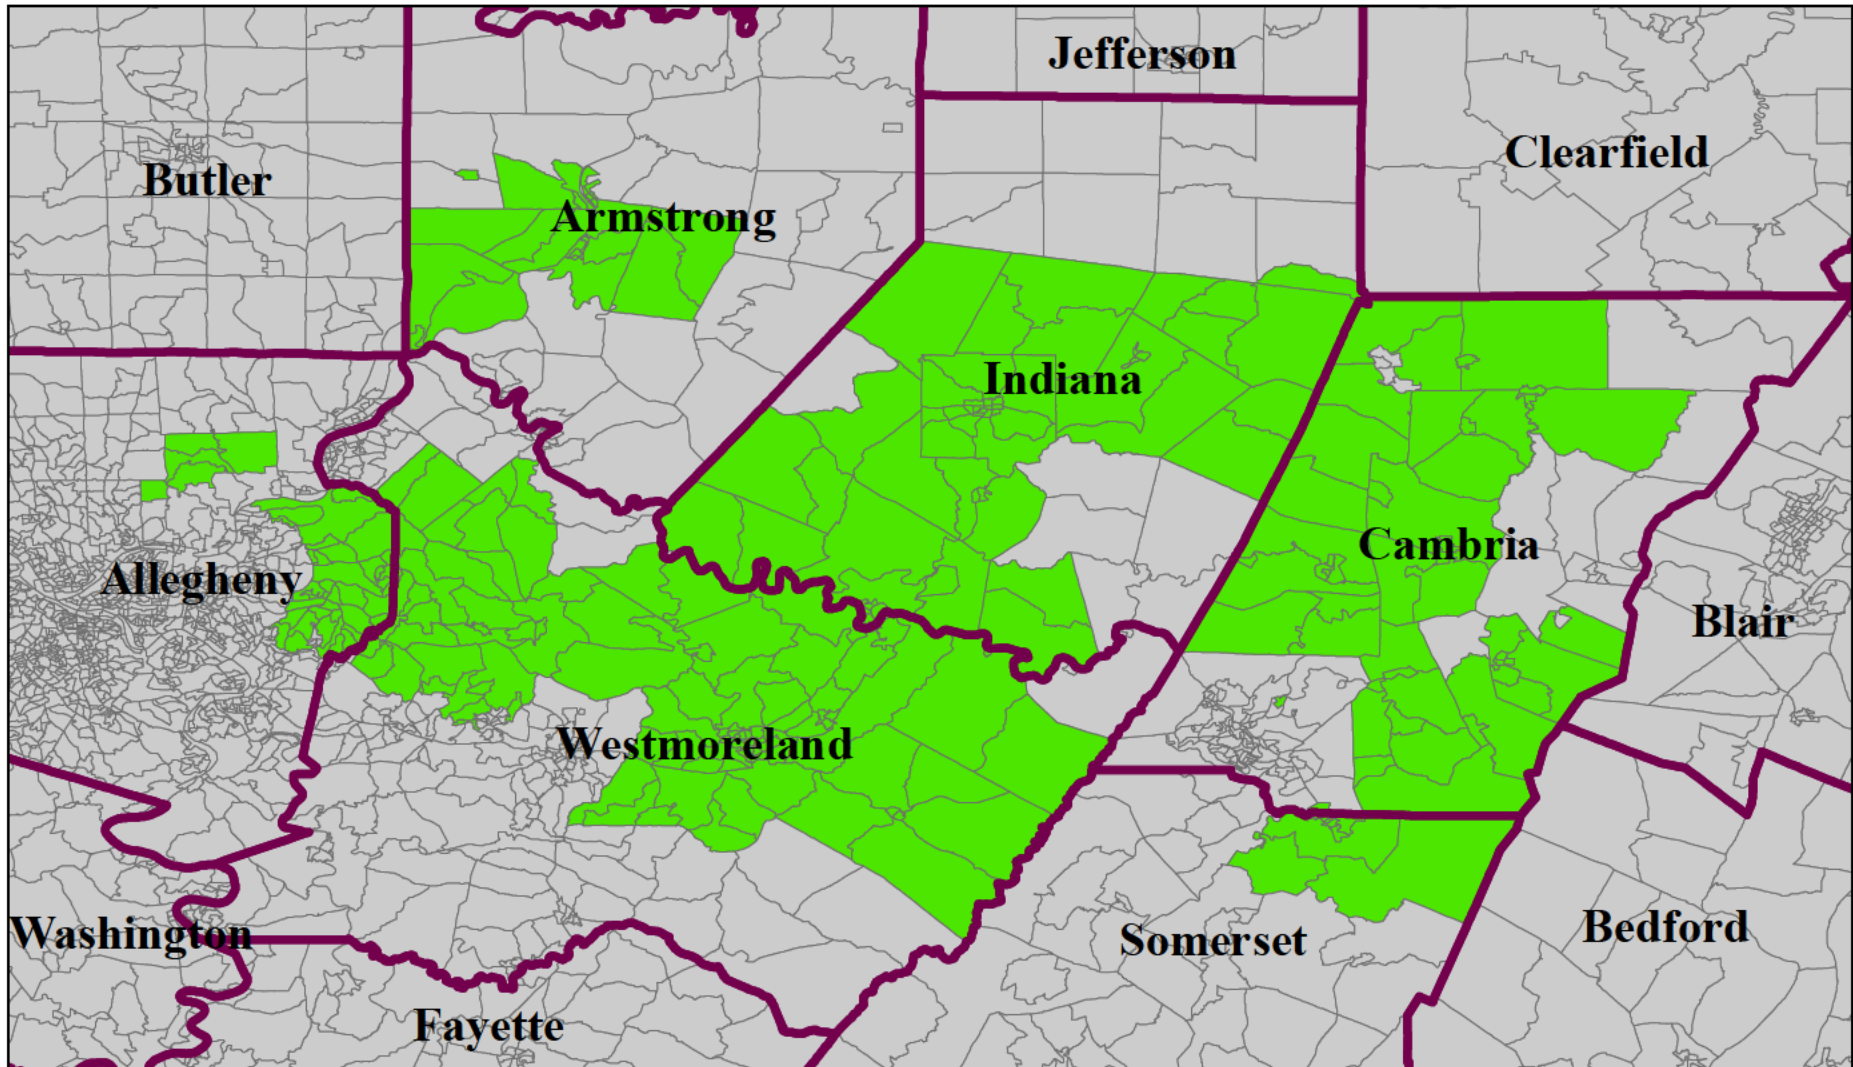 Jefferson
Clearfield
Butler
Armstrong
Indiana
Cambria
Allegheny
Blair
Westmoreland
Washington
Somerset
Bedford
Fayette